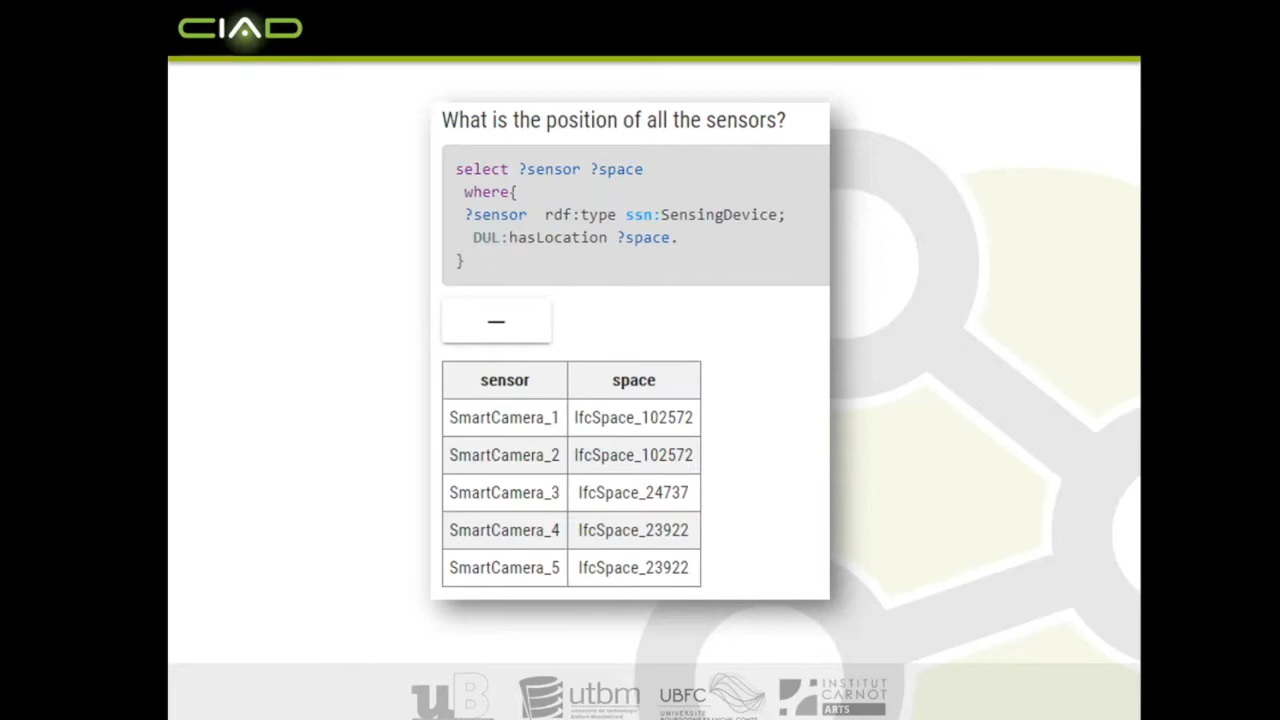 CIAD
What is the position of all the sensors?
select ?sensor ?space
where{
?sensor rdf:type ssn:SensingDevice;
DUL:hasLocation ?space.
}
—
sensor space
SmartCamera_1 IfcSpace_102572
SmartCamera_2 IfcSpace_102572
SmartCamera_3 IfcSpace_24737
SmartCamera_4 IfcSpace_23922
SmartCamera_5 IfcSpace_23922
uB utbm UBFC INSTITUT
CARNOT
ARTS